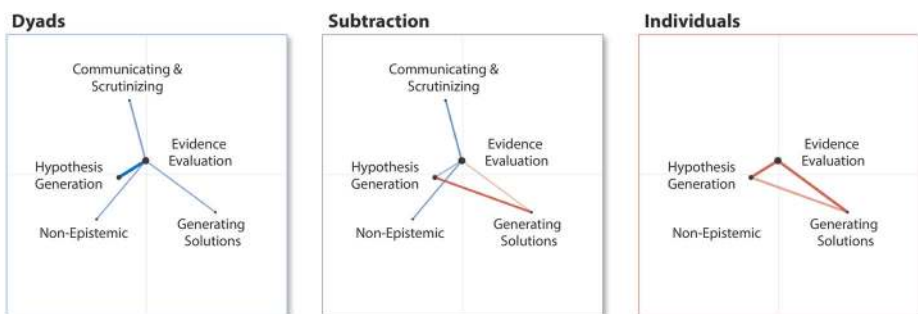 Dyads
Communicating &
Scrutinizing
Evidence
Evaluation
Hypothesis
Generation
Non-Epistemic
Generating
Solutions
Subtraction
Communicating &
Scrutinizing
Evidence
Evaluation
Hypothesis
Generation
Non-Epistemic
Generating
Solutions
Individuals
Evidence
Evaluation
Hypothesis
Generation
Non-Epistemic
Generating
Solutions